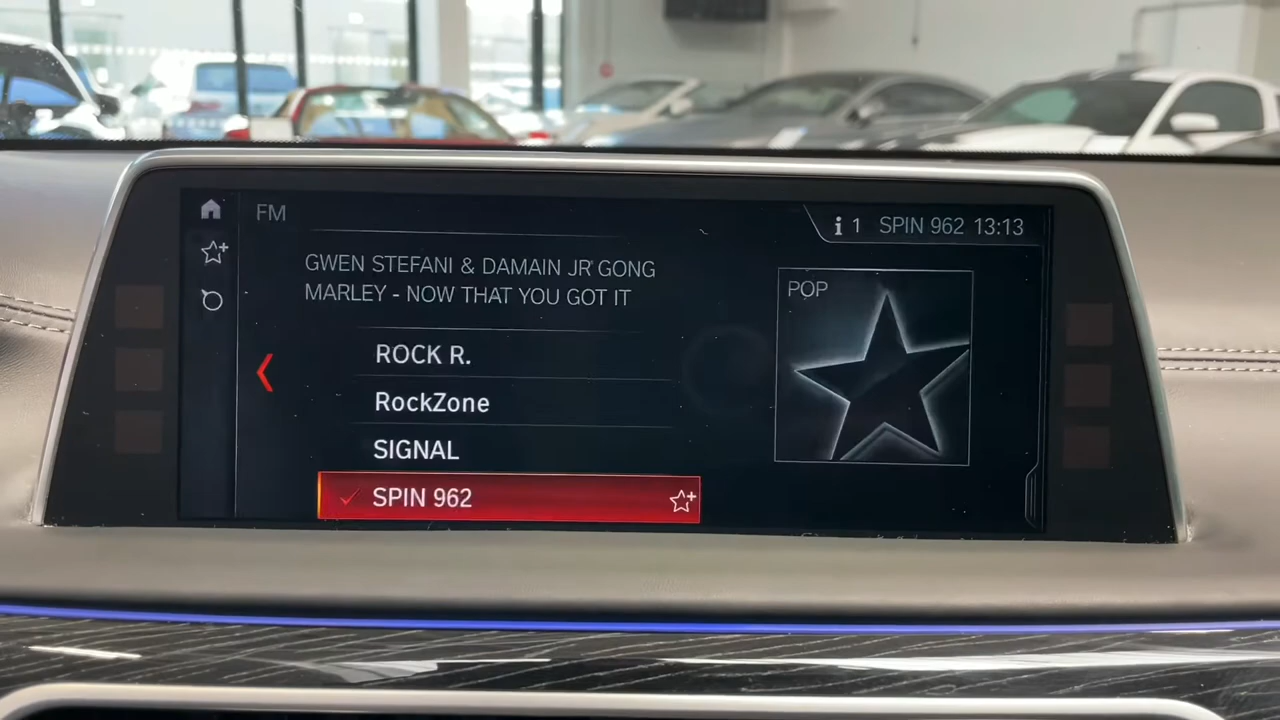 FM
i 1 SPIN 962 13:13
GWEN STEFANI & DAMAIN JR GONG
MARLEY - NOW THAT YOU GOT IT
POP
ROCK R.
RockZone
SIGNAL
SPIN 962